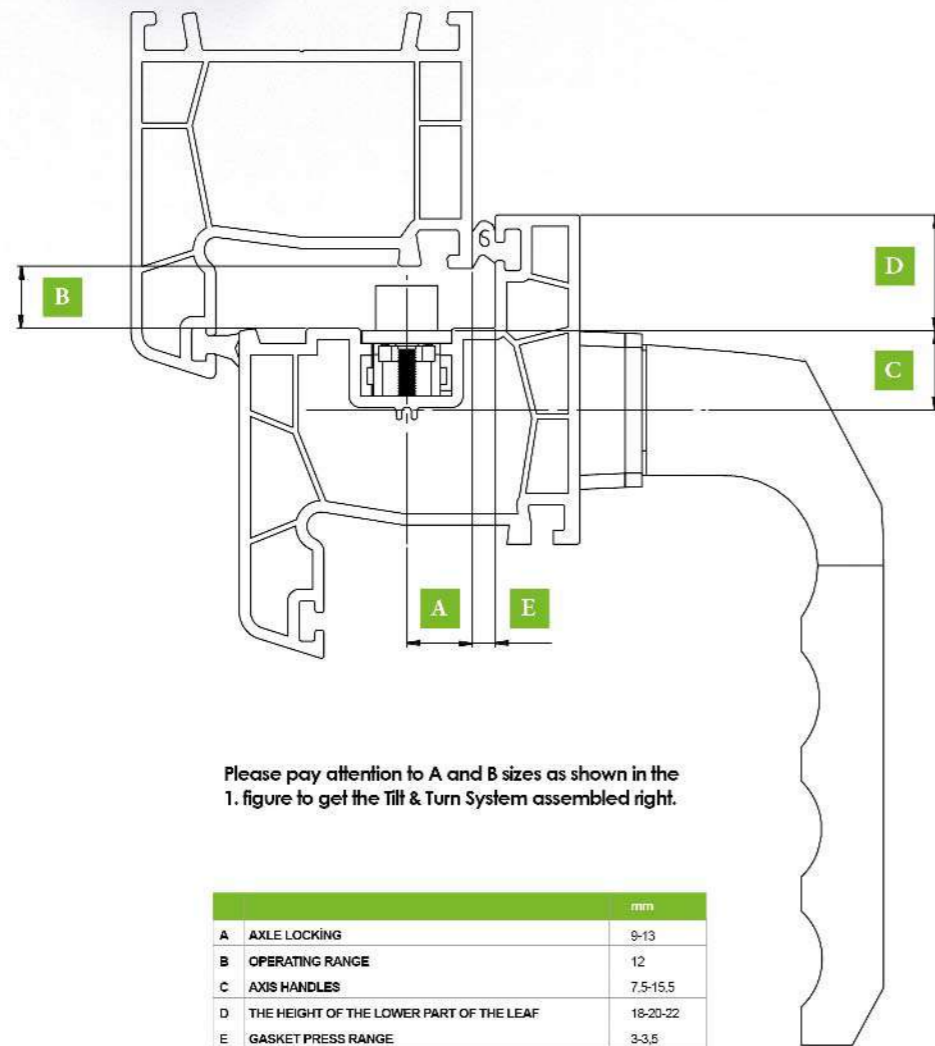 D
B
C
A E
Please pay attention to A and B sizes as shown in the
1. figure to get the Tilt & Turn System assembled right.
mm
A AXLE LOCKİNG 9-13
B OPERATING RANGE 12
C AXIS HANDLES 7,5-15,5
D THE HEIGHT OF THE LOWER PART OF THE LEAF 18-20-22
E GASKET PRESS RANGE 3-3,5